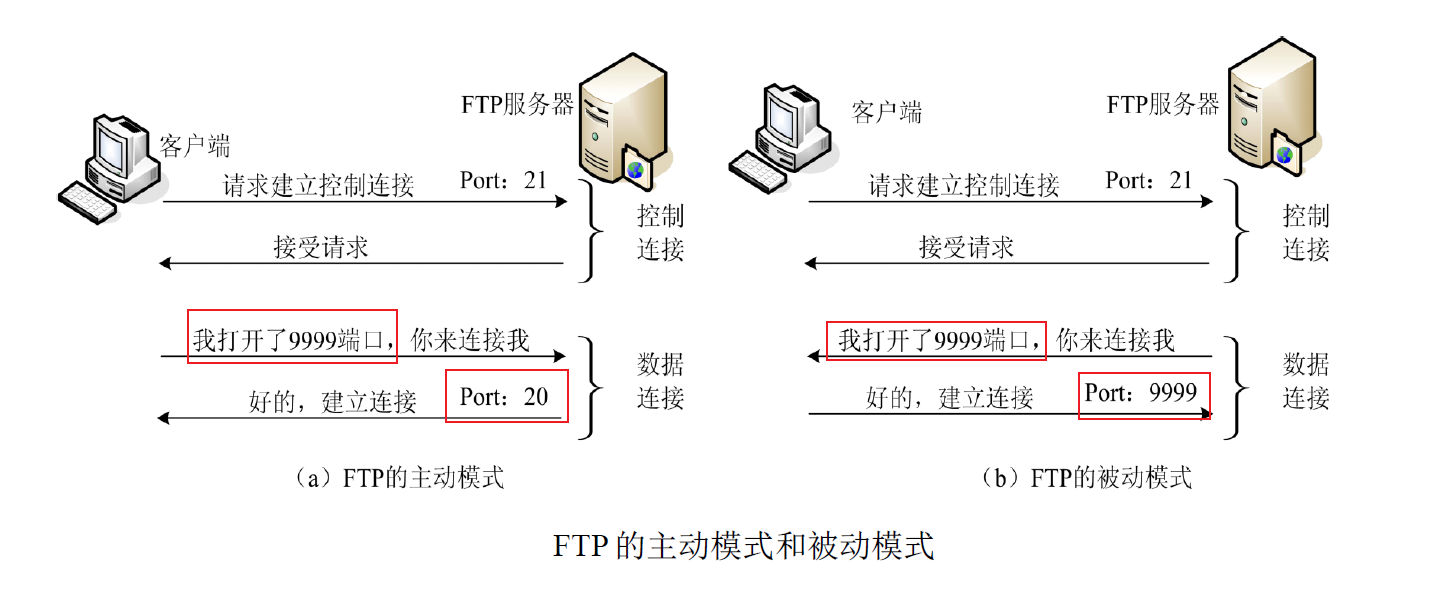 FTP服务器
客户端
请求建立控制连接 Port：21
接受请求
控制
连接
我打开了9999端口，你来连接我
好的，建立连接 Port：20
数据
连接
（a）FTP的主动模式
FTP服务器
客户端
请求建立控制连接 Port：21
接受请求
控制
连接
我打开了9999端口，你来连接我
好的，建立连接 Port：9999
数据
连接
（b）FTP的被动模式
FTP 的主动模式和被动模式